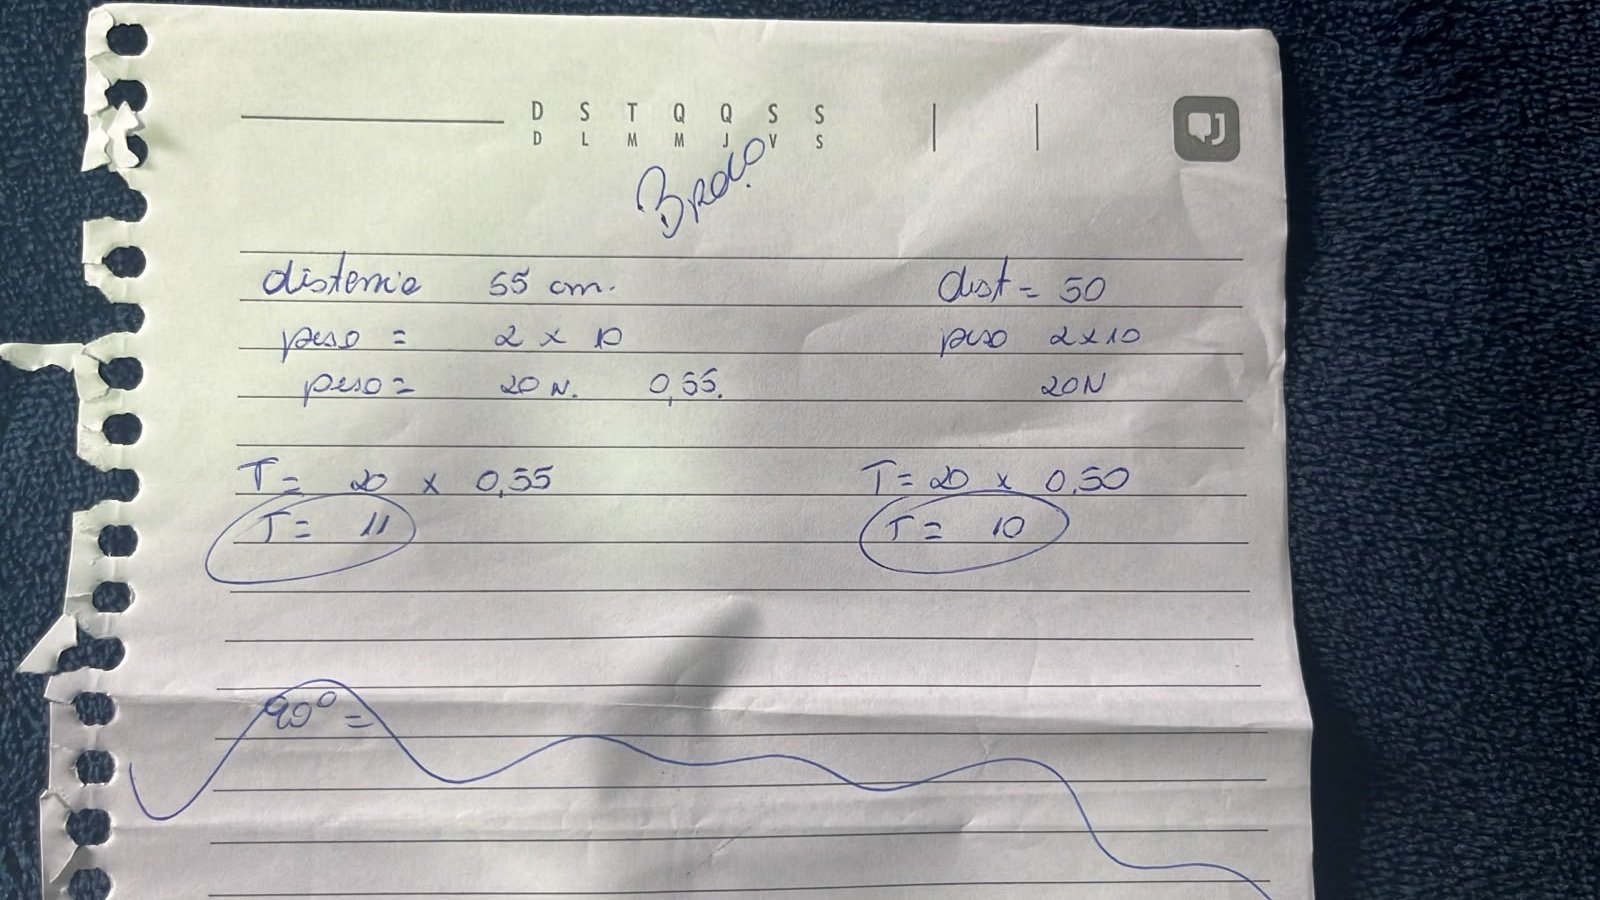 D S T Q Q S S
D L M M J V S
Braço
distancia 55 cm. dist = 50
peso = 2 x 10 peso 2x10
peso = 20 N. 0,55. 20N
T= 20 x 0,55 T= 20 x 0,50
T= 11 T= 10
90° =